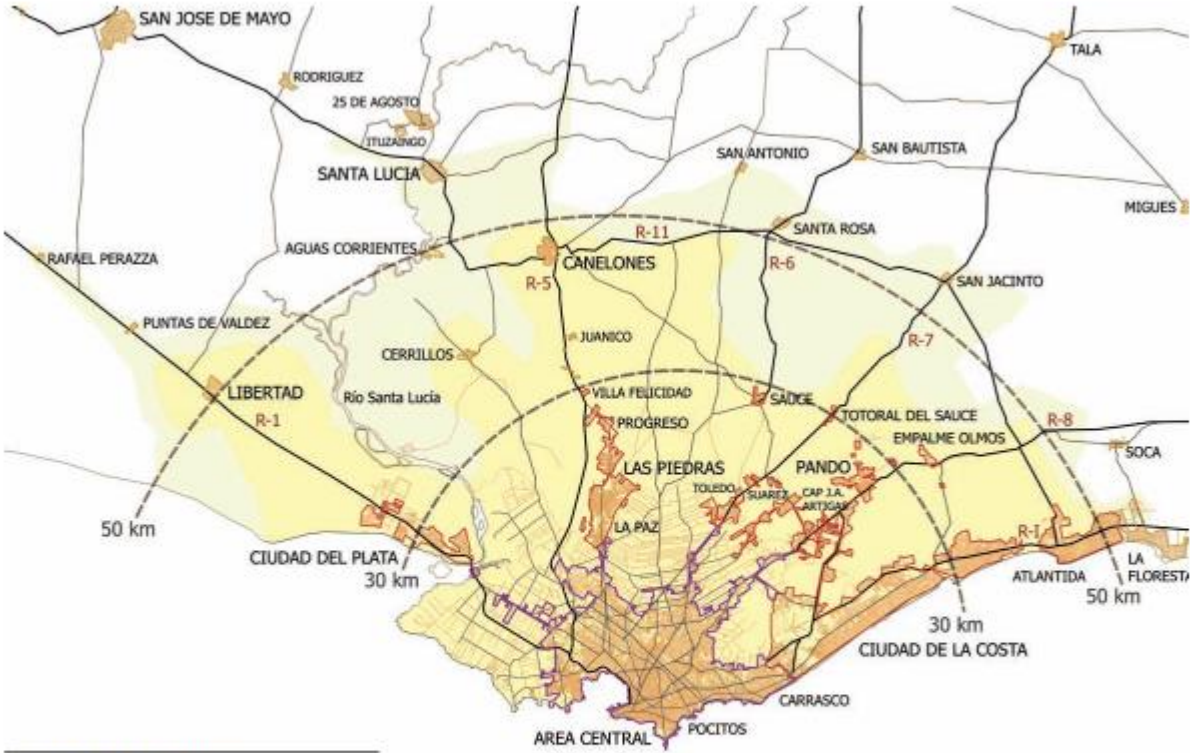 SAN JOSE DE MAYO
TALA
RODRIGUEZ
25 DE AGOSTO
ITUZAINGO
SAN ANTONIO
SAN BAUTISTA
SANTA LUCIA
MIGUES
SANTA ROSA
R-11
AGUAS CORRIENTES
RAFAEL PERAZZA
CANELONES
R-6
R-5
SAN JACINTO
PUNTAS DE VALDEZ
JUANICO
R-7
CERRILLOS
LIBERTAD
Río Santa Lucía
VILLA FELICIDAD
SAUCE
R-1
PROGRESO
TOTORAL DEL SAUCE
R-8
EMPALME OLMOS
SOCA
LAS PIEDRAS
PANDO
TOLEDO
SUAREZ
CAP J.A.
ARTIGAS
50 km
LA PAZ
R-I
CIUDAD DEL PLATA
30 km
ATLANTIDA
LA
FLORESTA
50 km
30 km
CIUDAD DE LA COSTA
CARRASCO
POCITOS
AREA CENTRAL